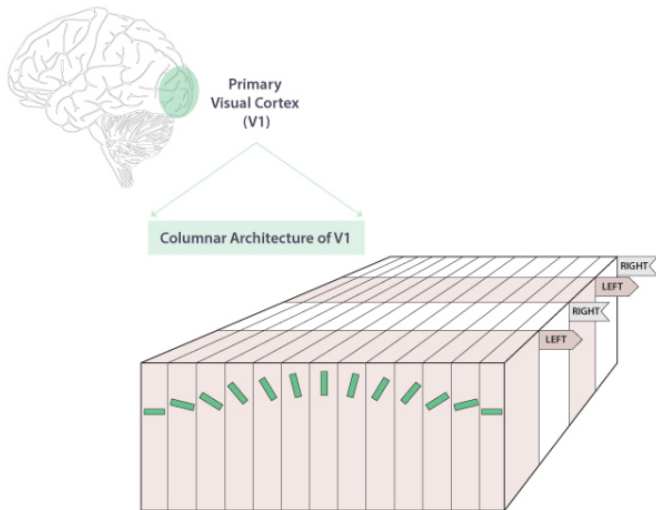 Primary
Visual Cortex
(V1)
Columnar Architecture of V1
RIGHT
LEFT
RIGHT
LEFT